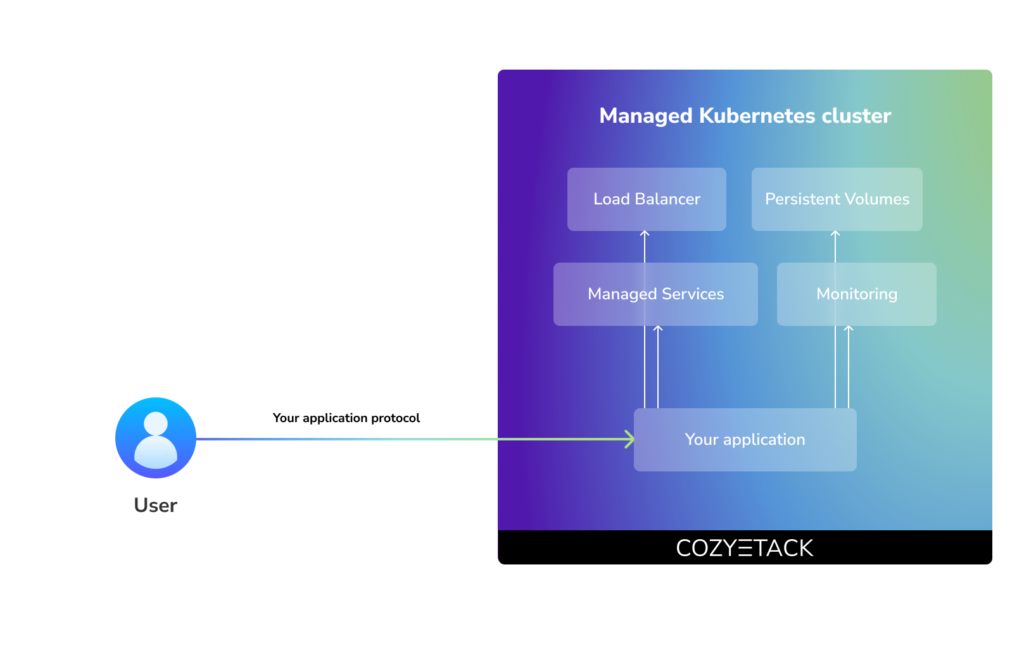 Managed Kubernetes cluster
Load Balancer
Persistent Volumes
Managed Services
Monitoring
Your application protocol
Your application
User
COZYΞTACK